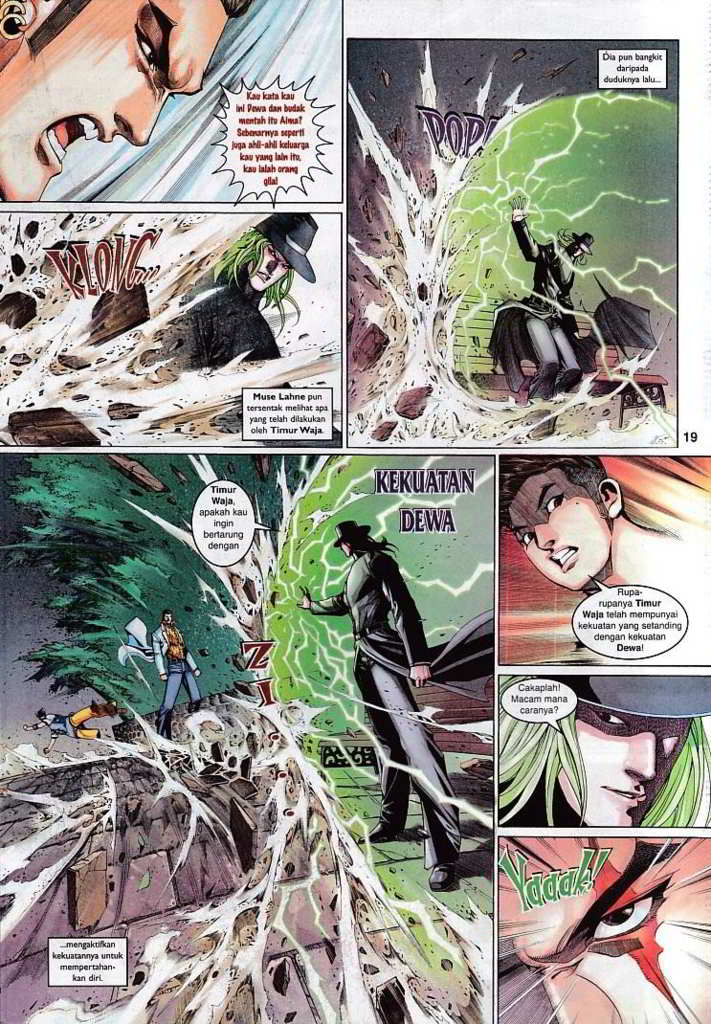 Kau kata kau
ini Dewa dan budak
mentah itu Alma?
Sebenarnya seperti
juga ahli-ahli keluarga
kau yang lain itu,
kau ialah orang
gila!
Dia pun bangkit
daripada
duduknya lalu...
POP!
KLONG...
Muse Lahne pun
tersentak melihat apa
yang telah dilakukan
oleh Timur Waja.
19
Timur
Waja,
apakah kau
ingin
bertarung
dengan
KEKUATAN
DEWA
ZI
...mengaktifkan
kekuatannya untuk
mempertahan-
kan diri.
Rupa-
rupanya Timur
Waja telah mempunyai
kekuatan yang setanding
dengan kekuatan
Dewa!
Cakaplah!
Macam mana
caranya?
Yaaak!